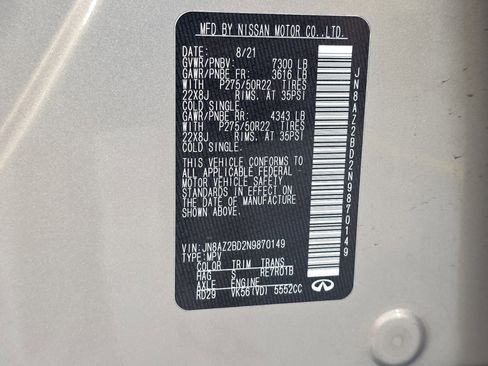 MFD BY NISSAN MOTOR CO.,LTD.
DATE: 8/21
GVWR/PNBV: 7300 LB
GAWR/PNBE FR: 3616 LB
WITH P275/50R22 TIRES
22X8J RIMS, AT 35PSI
COLD SINGLE.
GAWR/PNBE RR: 4343 LB
WITH P275/50R22 TIRES
22X8J RIMS, AT 35PSI
COLD SINGLE.
THIS VEHICLE CONFORMS TO
ALL APPLICABLE FEDERAL
MOTOR VEHICLE SAFETY
STANDARDS IN EFFECT ON
THE DATE OF MANUFACTURE
SHOWN ABOVE.
VIN:JN8AZ2BD2N9870149
TYPE:MPV
COLOR TRIM TRANS
HAG S RE7R01B
AXLE ENGINE
RD29 VK56(VD) 5552CC
JN8AZ2BD2N9870149
INFINITI